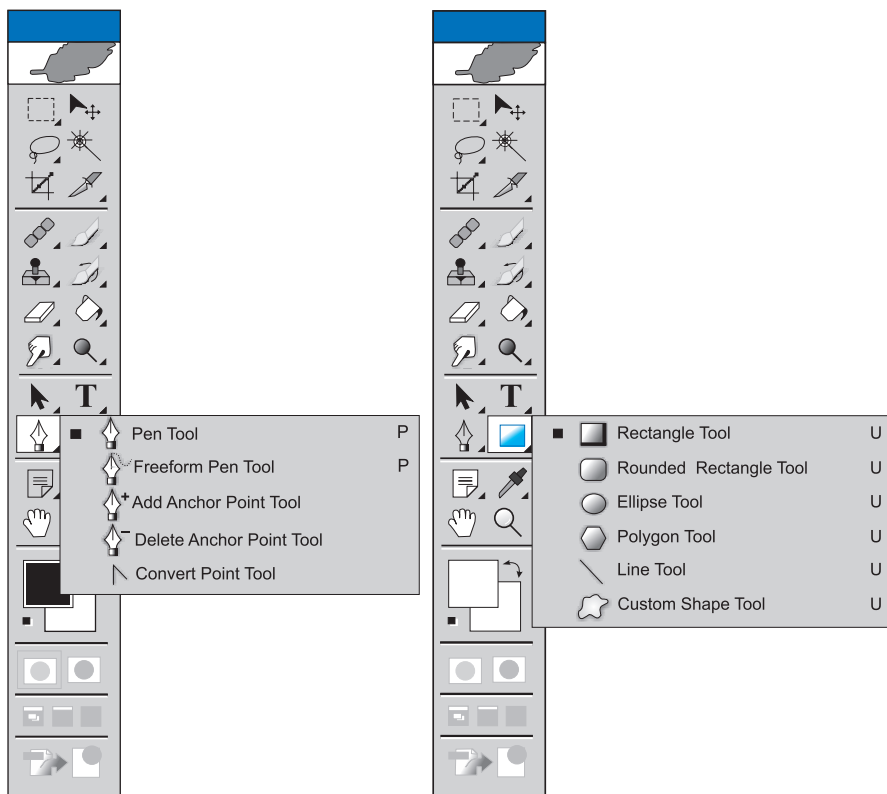 T
Pen Tool P
Freeform Pen Tool P
Add Anchor Point Tool
Delete Anchor Point Tool
Convert Point Tool
T
Rectangle Tool U
Rounded Rectangle Tool U
Ellipse Tool U
Polygon Tool U
Line Tool U
Custom Shape Tool U